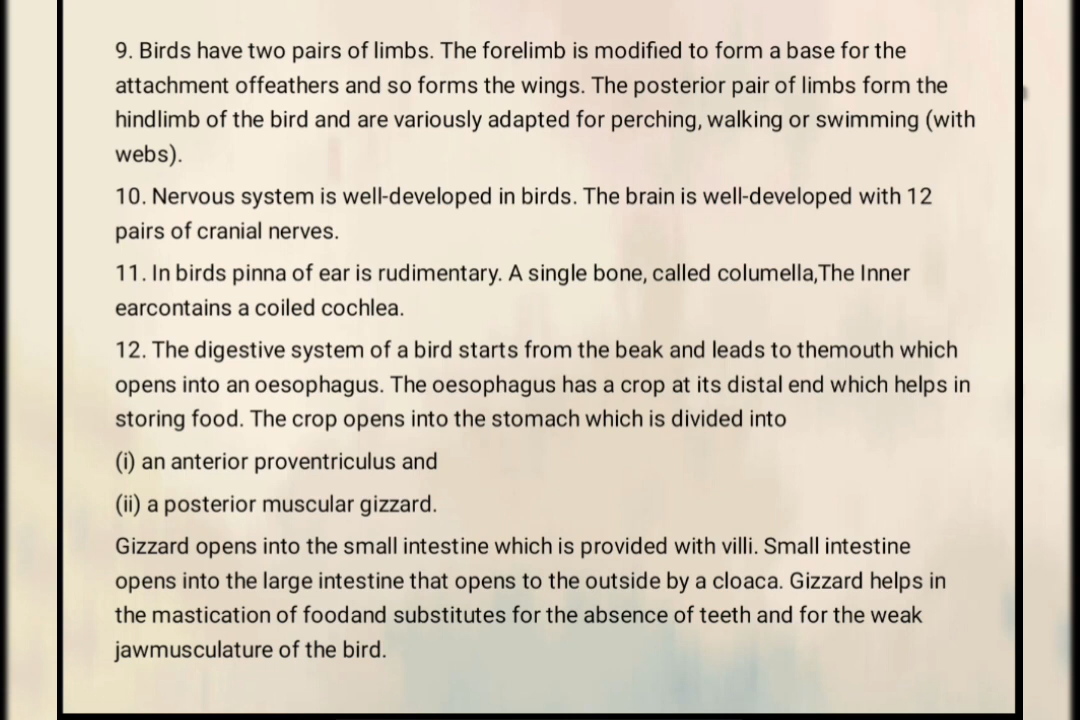 9. Birds have two pairs of limbs. The forelimb is modified to form a base for the
attachment offeathers and so forms the wings. The posterior pair of limbs form the
hindlimb of the bird and are variously adapted for perching, walking or swimming (with
webs).
10. Nervous system is well-developed in birds. The brain is well-developed with 12
pairs of cranial nerves.
11. In birds pinna of ear is rudimentary. A single bone, called columella,The Inner
earcontains a coiled cochlea.
12. The digestive system of a bird starts from the beak and leads to themouth which
opens into an oesophagus. The oesophagus has a crop at its distal end which helps in
storing food. The crop opens into the stomach which is divided into
(i) an anterior proventriculus and
(ii) a posterior muscular gizzard.
Gizzard opens into the small intestine which is provided with villi. Small intestine
opens into the large intestine that opens to the outside by a cloaca. Gizzard helps in
the mastication of foodand substitutes for the absence of teeth and for the weak
jawmusculature of the bird.